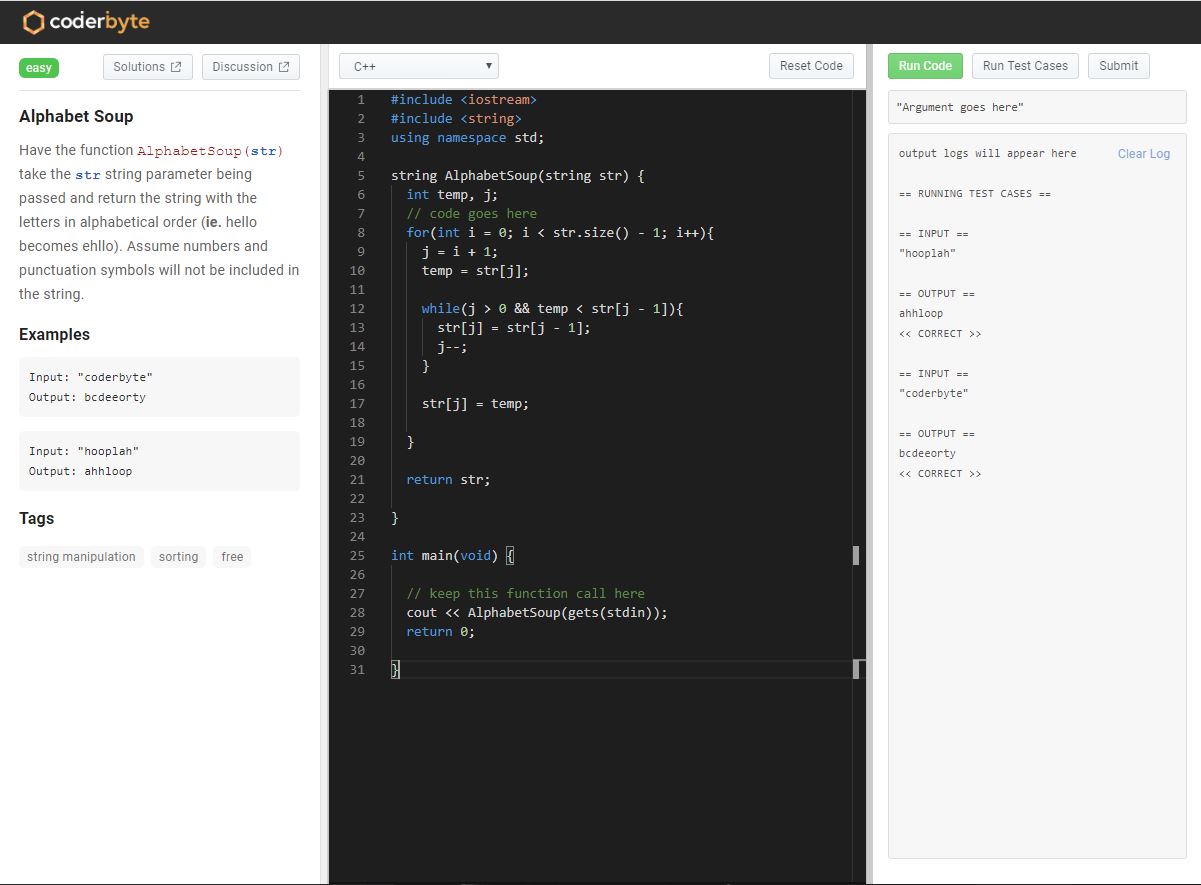 coderbyte
easy
Solutions
Discussion
Alphabet Soup
Have the function AlphabetSoup(str)
take the str string parameter being
passed and return the string with the
letters in alphabetical order (ie. hello
becomes ehllo). Assume numbers and
punctuation symbols will not be included in
the string.
Examples
Input: "coderbyte"
Output: bcdeeorty
Input: "hooplah"
Output: ahhloop
Tags
string manipulation
sorting
free
C++
Reset Code
1 #include <iostream>
2 #include <string>
3 using namespace std;
4
5 string AlphabetSoup(string str) {
6 int temp, j;
7 // code goes here
8 for(int i = 0; i < str.size() - 1; i++){
9 j = i + 1;
10 temp = str[j];
11
12 while(j > 0 && temp < str[j - 1]){
13 str[j] = str[j - 1];
14 j--;
15 }
16
17 str[j] = temp;
18
19 }
20
21 return str;
22
23 }
24
25 int main(void) {
26
27 // keep this function call here
28 cout << AlphabetSoup(gets(stdin));
29 return 0;
30
31 }
Run Code
Run Test Cases
Submit
"Argument goes here"
output logs will appear here
Clear Log
== RUNNING TEST CASES ==
== INPUT ==
"hooplah"
== OUTPUT ==
ahhloop
<< CORRECT >>
== INPUT ==
"coderbyte"
== OUTPUT ==
bcdeeorty
<< CORRECT >>